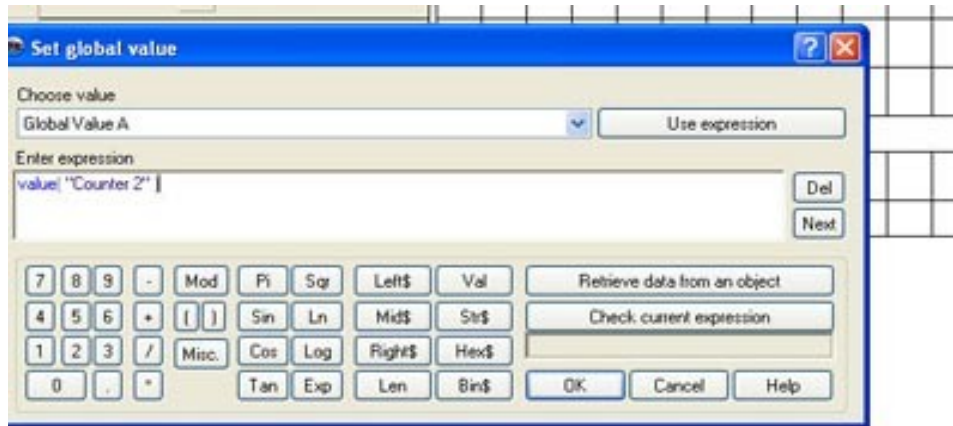 Set global value
Choose value
Global Value A
Use expression
Enter expression
value( "Counter 2" )
Del
Next
7 8 9 - Mod Pi Sqr Left$ Val Retrieve data from an object
4 5 6 + ( ) Sin Ln Mid$ Str$ Check current expression
1 2 3 / Misc. Cos Log Right$ Hex$
0 . * Tan Exp Len Bin$ OK Cancel Help